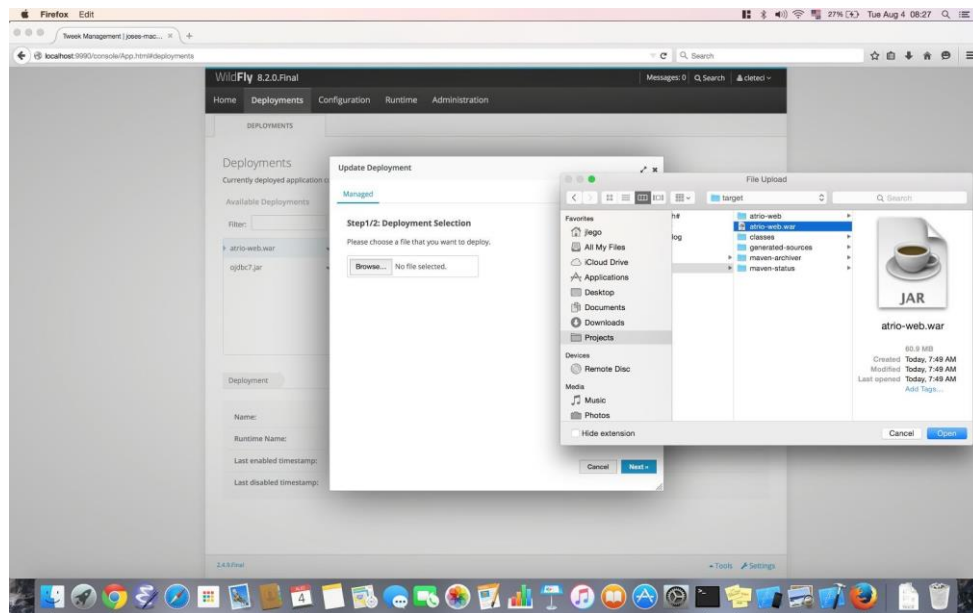 Firefox Edit
27% Tue Aug 4 08:27
Tweek Management | joses-mac... × +
localhost:9990/console/App.html#deployments
Search
WildFly 8.2.0.Final
Messages: 0 Search cleteci
Home Deployments Configuration Runtime Administration
DEPLOYMENTS
Deployments
Currently deployed application
Available Deployments
Filter:
atrio-web.war
ojdbc7.jar
Deployment
Name:
Runtime Name:
Last enabled timestamp:
Last disabled timestamp:
2.4.9.Final
Tools Settings
Update Deployment
Managed
Step1/2: Deployment Selection
Please choose a file that you want to deploy.
Browse... No file selected.
Cancel Next »
File Upload
target
Search
Favorites
jlego
All My Files
iCloud Drive
Applications
Desktop
Documents
Downloads
Projects
Devices
Remote Disc
Media
Music
Photos
atrio-web
atrio-web.war
classes
generated-sources
maven-archiver
maven-status
JAR
atrio-web.war
60.9 MB
Created Today, 7:49 AM
Modified Today, 7:49 AM
Last opened Today, 7:49 AM
Add Tags...
Hide extension
Cancel Open
4